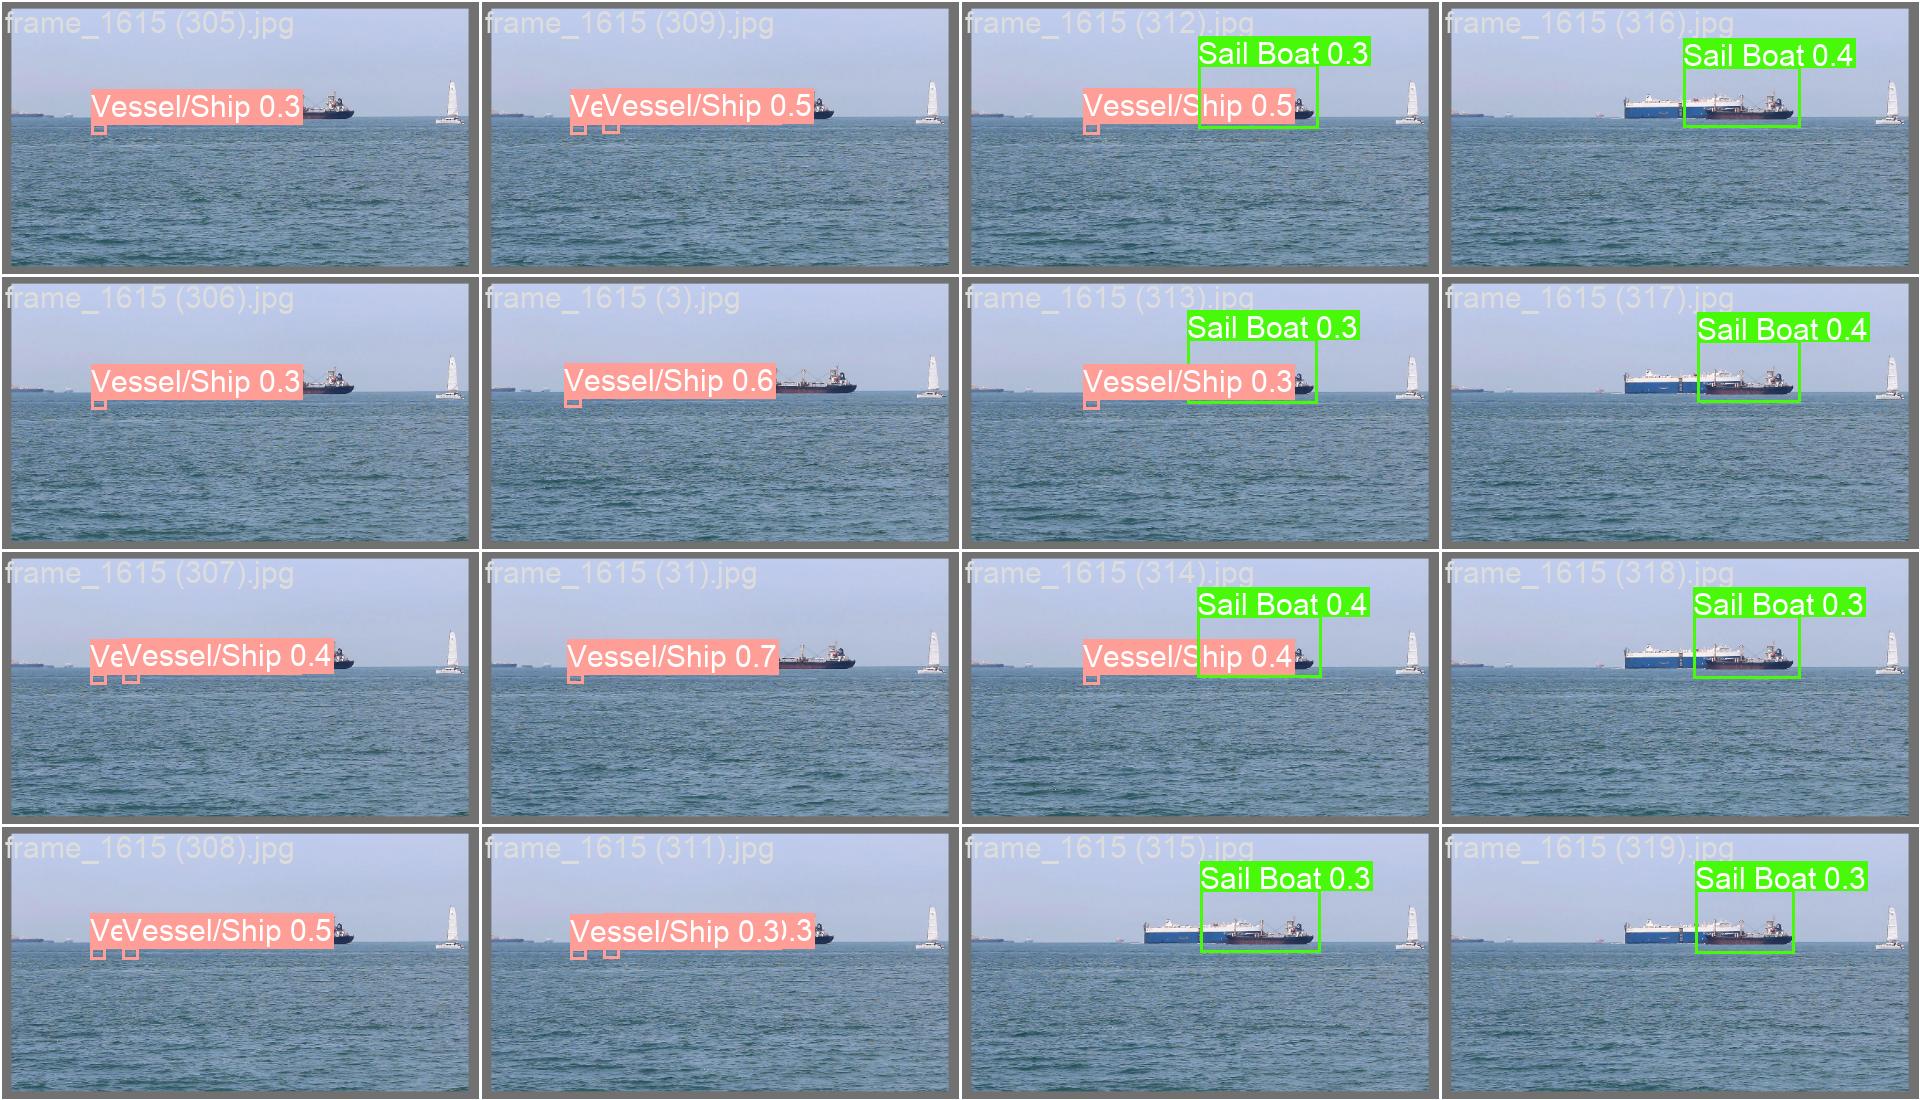 frame_1615 (305).jpg
Vessel/Ship 0.3
frame_1615 (309).jpg
Vessel/Ship 0.5
frame_1615 (312).jpg
Sail Boat 0.3
Vessel/Ship 0.5
frame_1615 (316).jpg
Sail Boat 0.4
frame_1615 (306).jpg
Vessel/Ship 0.3
frame_1615 (3).jpg
Vessel/Ship 0.6
frame_1615 (313).jpg
Sail Boat 0.3
Vessel/Ship 0.3
frame_1615 (317).jpg
Sail Boat 0.4
frame_1615 (307).jpg
Vessel/Ship 0.4
frame_1615 (31).jpg
Vessel/Ship 0.7
frame_1615 (314).jpg
Sail Boat 0.4
Vessel/Ship 0.4
frame_1615 (318).jpg
Sail Boat 0.3
frame_1615 (308).jpg
Vessel/Ship 0.5
frame_1615 (311).jpg
Vessel/Ship 0.3
frame_1615 (315).jpg
Sail Boat 0.3
frame_1615 (319).jpg
Sail Boat 0.3